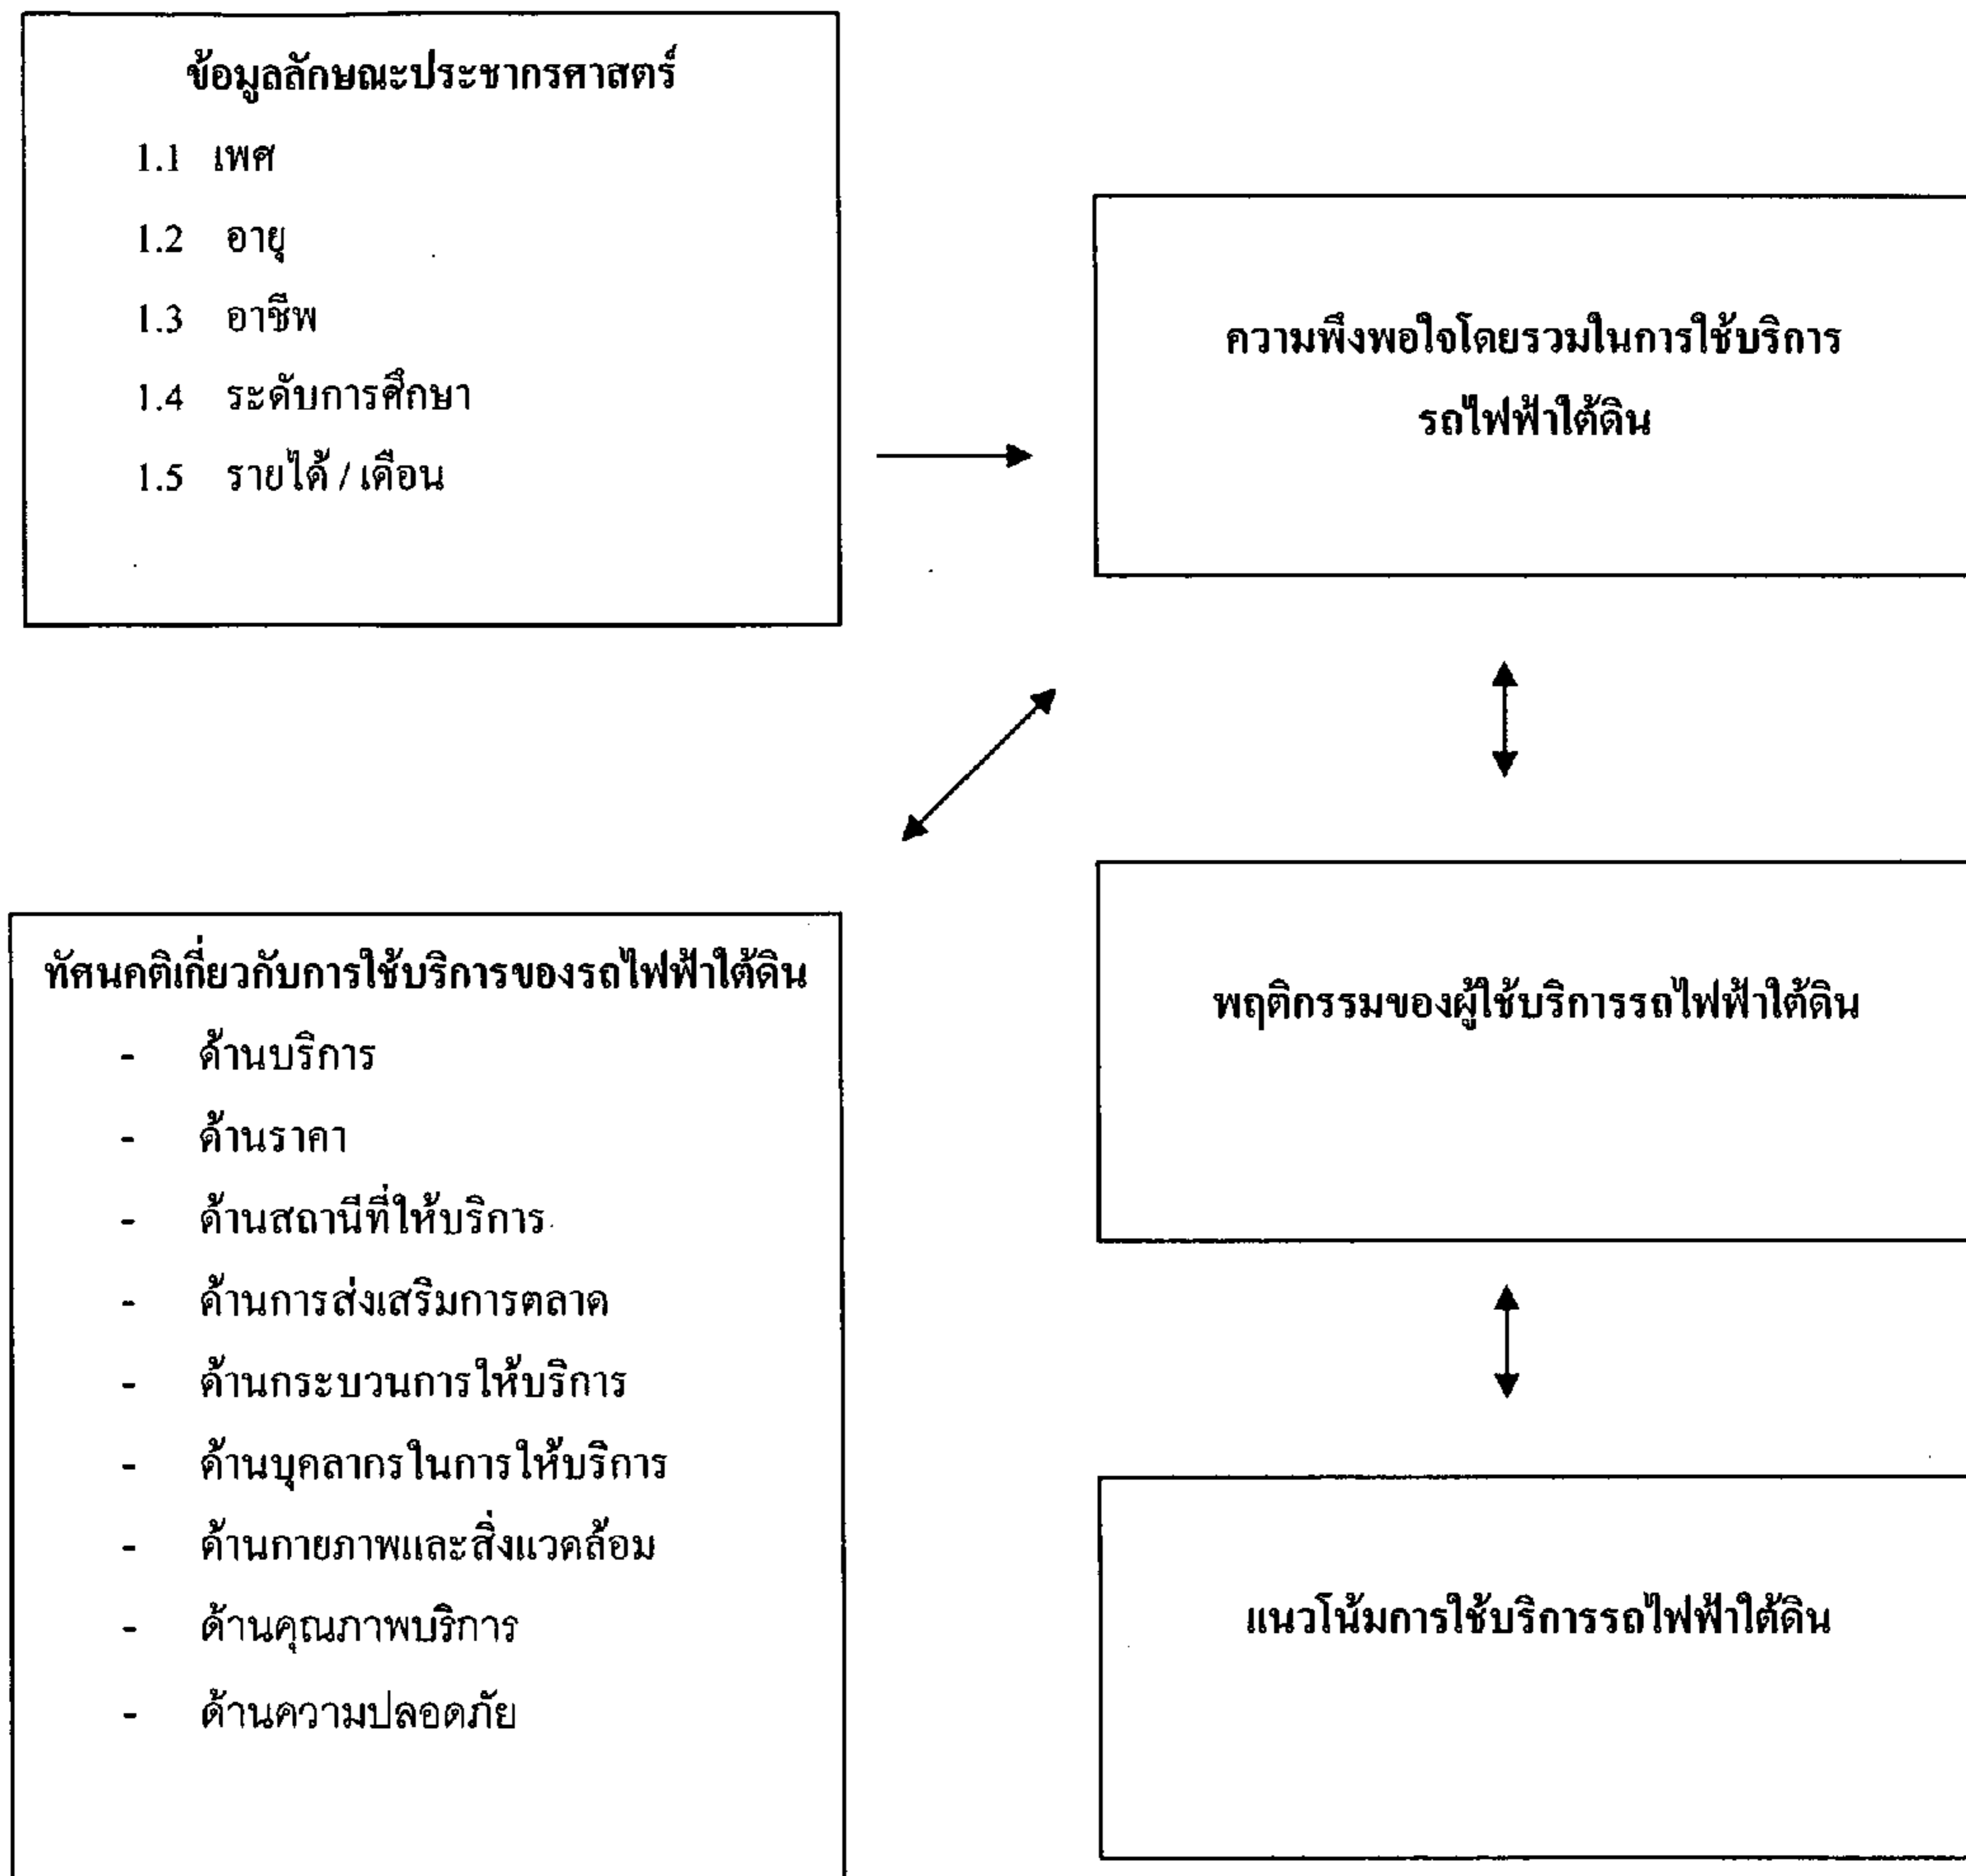 ข้อมูลลักษณะประชากรศาสตร์
1.1 เพศ
1.2 อายุ
1.3 อาชีพ
1.4 ระดับการศึกษา
1.5 รายได้ / เดือน
ความพึงพอใจโดยรวมในการใช้บริการ
รถไฟฟ้าใต้ดิน
ทัศนคติเกี่ยวกับการใช้บริการของรถไฟฟ้าใต้ดิน
- ด้านบริการ
- ด้านราคา
- ด้านสถานีที่ให้บริการ
- ด้านการส่งเสริมการตลาด
- ด้านกระบวนการให้บริการ
- ด้านบุคลากรในการให้บริการ
- ด้านกายภาพและสิ่งแวดล้อม
- ด้านคุณภาพบริการ
- ด้านความปลอดภัย
พฤติกรรมของผู้ใช้บริการรถไฟฟ้าใต้ดิน
แนวโน้มการใช้บริการรถไฟฟ้าใต้ดิน